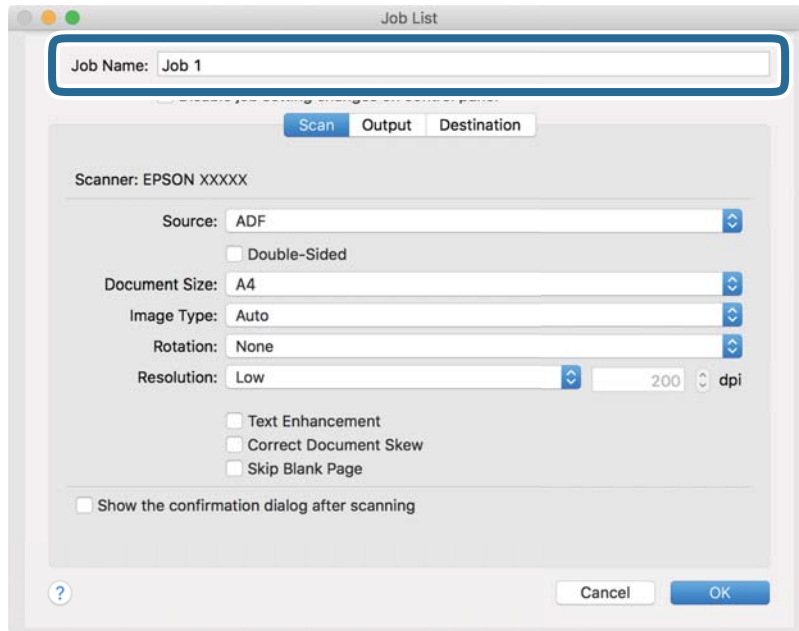 Job List
Job Name: Job 1
Scan Output Destination
Scanner: EPSON XXXXX
Source: ADF
Double-Sided
Document Size: A4
Image Type: Auto
Rotation: None
Resolution: Low 200 dpi
Text Enhancement
Correct Document Skew
Skip Blank Page
Show the confirmation dialog after scanning
? Cancel OK